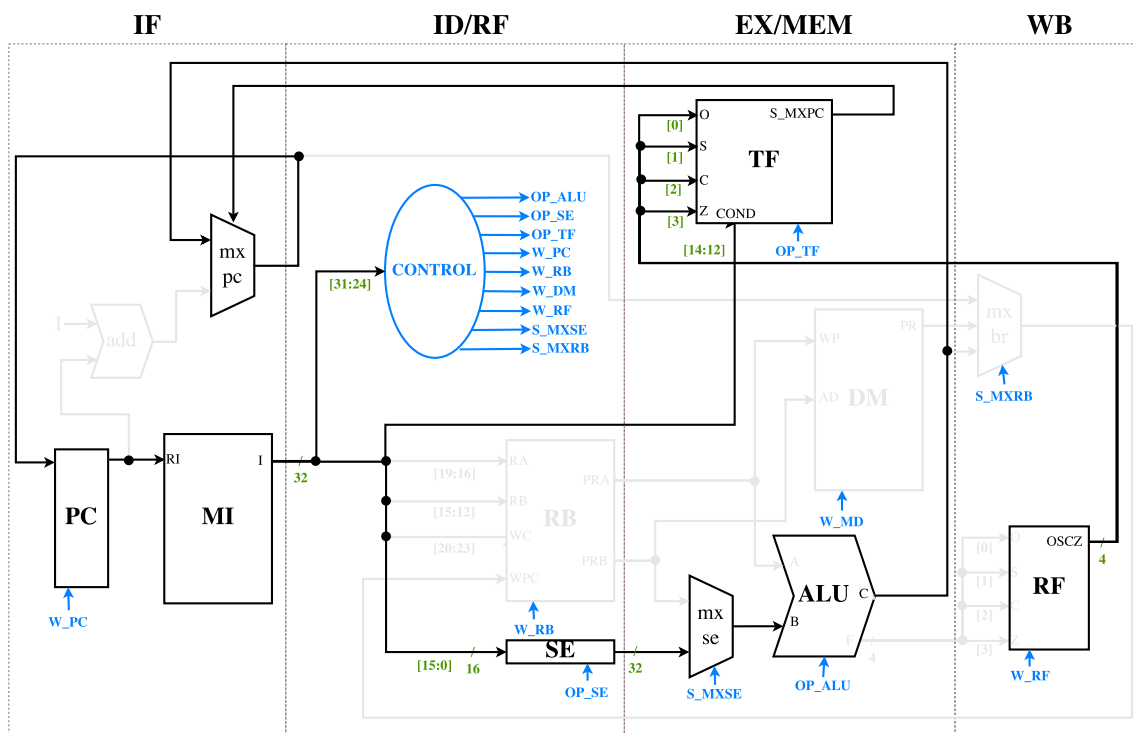 IF
ID/RF
EX/MEM
WB
O
S_MXPC
[0]
S
[1]
TF
C
[2]
Z
[3]
COND
[14:12]
OP_TF
mx
pc
CONTROL
[31:24]
OP_ALU
OP_SE
OP_TF
W_PC
W_RB
W_DM
W_RF
S_MXSE
S_MXRB
1
add
WP
PR
AD
DM
W_MD
mx
br
S_MXRB
RI
I
32
PC
MI
W_PC
RA
[19:16]
RB
[15:12]
WC
[20:23]
WPC
RB
PRA
PRB
W_RB
[15:0]
16
SE
32
OP_SE
mx
se
S_MXSE
A
B
ALU
C
F
4
OP_ALU
O
[0]
S
[1]
C
[2]
Z
[3]
OSCZ
4
RF
W_RF